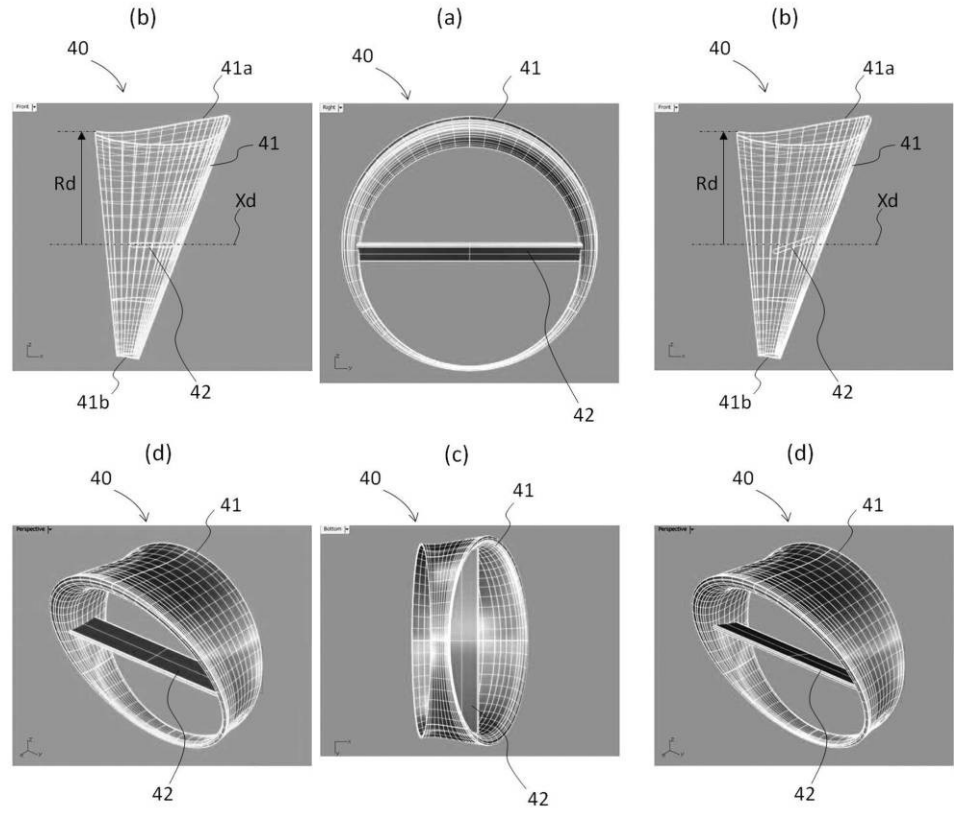 (b) (a) (b)
40 40 40
41a 41 41a
Front Right Front
41 41
Rd Rd
Xd Xd
z x z y z x
42 42
41b 42 41b
(d) (c) (d)
40 41 40 41 40 41
Perspective Bottom Perspective
42 42 42